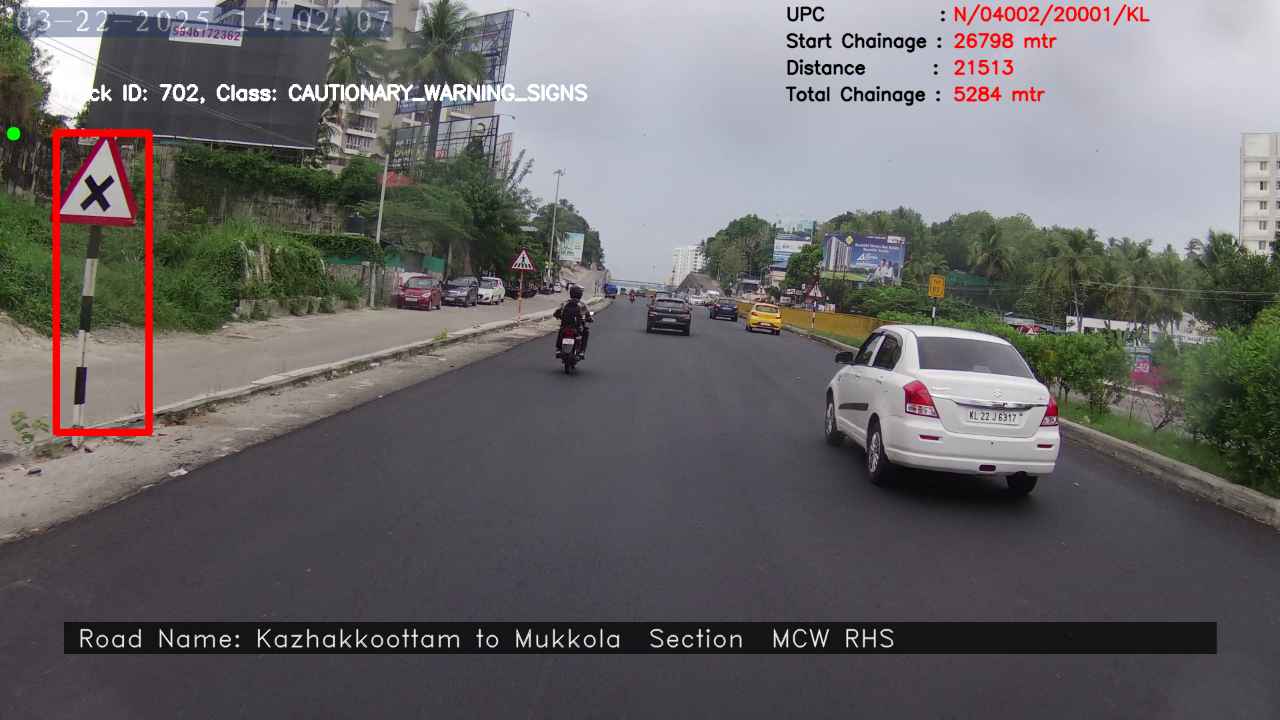 03-22-2025 14:02:07
5946172362
ck ID: 702, Class: CAUTIONARY_WARNING_SIGNS
UPC : N/04002/20001/KL
Start Chainage : 26798 mtr
Distance : 21513
Total Chainage : 5284 mtr
KL 22 J 6317
Road Name: Kazhakkoottam to Mukkola Section MCW RHS